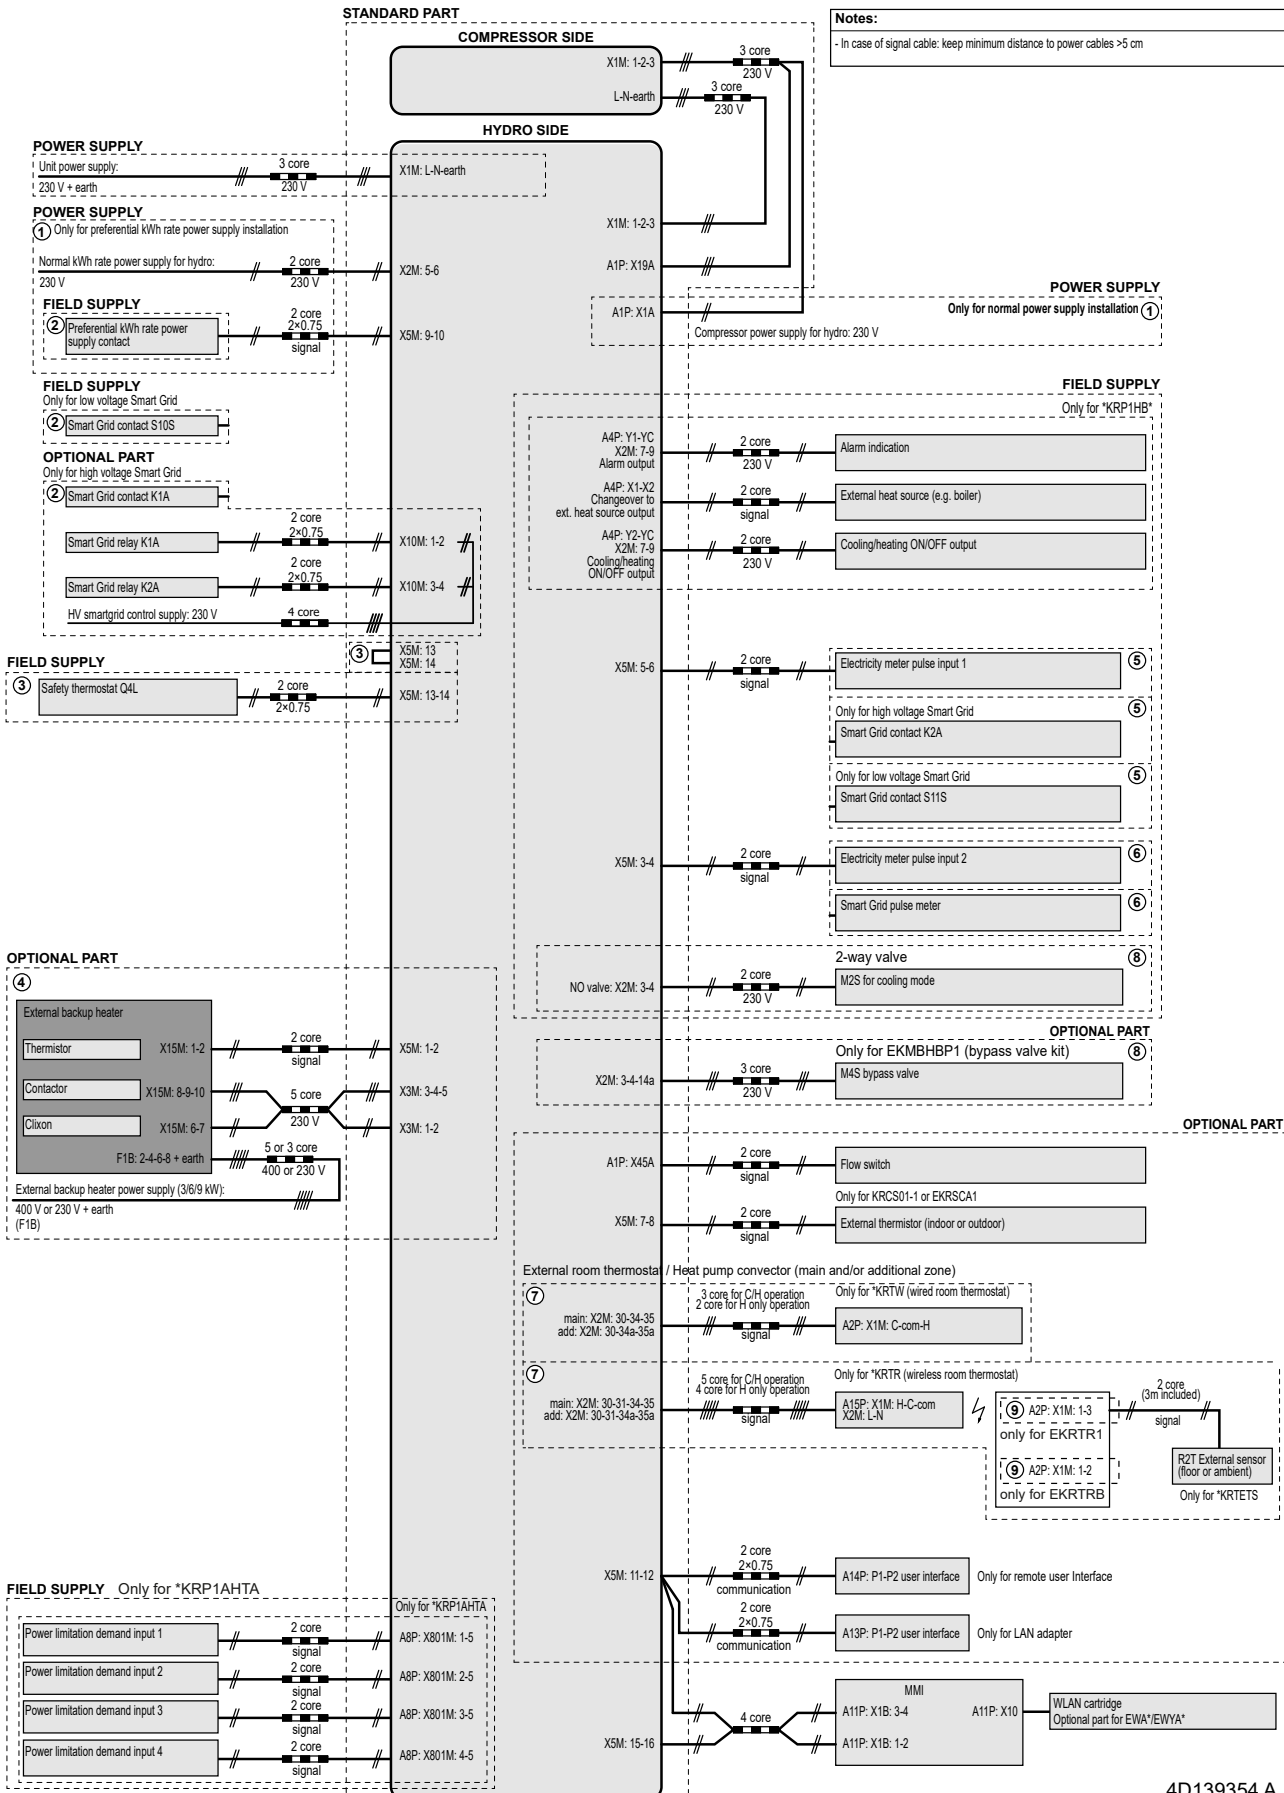 STANDARD PART
Notes:
- In case of signal cable: keep minimum distance to power cables >5 cm
COMPRESSOR SIDE
X1M: 1-2-3
3 core
230 V
L-N-earth
3 core
230 V
HYDRO SIDE
POWER SUPPLY
Unit power supply:
230 V + earth
3 core
230 V
X1M: L-N-earth
POWER SUPPLY
1 Only for preferential kWh rate power supply installation
Normal kWh rate power supply for hydro:
230 V
2 core
230 V
X2M: 5-6
FIELD SUPPLY
2 Preferential kWh rate power
supply contact
2 core
2×0.75
signal
X5M: 9-10
X1M: 1-2-3
A1P: X19A
POWER SUPPLY
A1P: X1A
Only for normal power supply installation 1
Compressor power supply for hydro: 230 V
FIELD SUPPLY
Only for low voltage Smart Grid
2 Smart Grid contact S10S
OPTIONAL PART
Only for high voltage Smart Grid
2 Smart Grid contact K1A
Smart Grid relay K1A
2 core
2×0.75
X10M: 1-2
Smart Grid relay K2A
2 core
2×0.75
X10M: 3-4
HV smartgrid control supply: 230 V
4 core
3
X5M: 13
X5M: 14
FIELD SUPPLY
3
Safety thermostat Q4L
2 core
2×0.75
X5M: 13-14
FIELD SUPPLY
Only for *KRP1HB*
A4P: Y1-YC
X2M: 7-9
Alarm output
2 core
230 V
Alarm indication
A4P: X1-X2
Changeover to
ext. heat source output
2 core
signal
External heat source (e.g. boiler)
A4P: Y2-YC
X2M: 7-9
Cooling/heating
ON/OFF output
2 core
230 V
Cooling/heating ON/OFF output
X5M: 5-6
2 core
signal
Electricity meter pulse input 1
5
Only for high voltage Smart Grid
5
Smart Grid contact K2A
Only for low voltage Smart Grid
5
Smart Grid contact S11S
X5M: 3-4
2 core
signal
Electricity meter pulse input 2
6
Smart Grid pulse meter
6
2-way valve
8
NO valve: X2M: 3-4
2 core
230 V
M2S for cooling mode
OPTIONAL PART
Only for EKMBHBP1 (bypass valve kit)
8
X2M: 3-4-14a
3 core
230 V
M4S bypass valve
OPTIONAL PART
4
External backup heater
Thermistor
X15M: 1-2
2 core
signal
X5M: 1-2
Contactor
X15M: 8-9-10
5 core
230 V
X3M: 3-4-5
Clixon
X15M: 6-7
X3M: 1-2
F1B: 2-4-6-8 + earth
5 or 3 core
400 or 230 V
External backup heater power supply (3/6/9 kW):
400 V or 230 V + earth
(F1B)
OPTIONAL PART
A1P: X45A
2 core
signal
Flow switch
Only for KRCS01-1 or EKRSCA1
X5M: 7-8
2 core
signal
External thermistor (indoor or outdoor)
External room thermostat / Heat pump convector (main and/or additional zone)
7
main: X2M: 30-34-35
add: X2M: 30-34a-35a
3 core for C/H operation
2 core for H only operation
signal
Only for *KRTW (wired room thermostat)
A2P: X1M: C-com-H
7
main: X2M: 30-31-34-35
add: X2M: 30-31-34a-35a
5 core for C/H operation
4 core for H only operation
signal
Only for *KRTR (wireless room thermostat)
A15P: X1M: H-C-com
X2M: L-N
9 A2P: X1M: 1-3
only for EKRTR1
9 A2P: X1M: 1-2
only for EKRTRB
2 core
(3m included)
signal
R2T External sensor
(floor or ambient)
Only for *KRTETS
X5M: 11-12
2 core
2×0.75
communication
A14P: P1-P2 user interface
Only for remote user Interface
2 core
2×0.75
communication
A13P: P1-P2 user interface
Only for LAN adapter
FIELD SUPPLY Only for *KRP1AHTA
Only for *KRP1AHTA
Power limitation demand input 1
2 core
signal
A8P: X801M: 1-5
Power limitation demand input 2
2 core
signal
A8P: X801M: 2-5
Power limitation demand input 3
2 core
signal
A8P: X801M: 3-5
Power limitation demand input 4
2 core
signal
A8P: X801M: 4-5
X5M: 15-16
4 core
MMI
A11P: X1B: 3-4
A11P: X1B: 1-2
A11P: X10
WLAN cartridge
Optional part for EWA*/EWYA*
4D139354 A